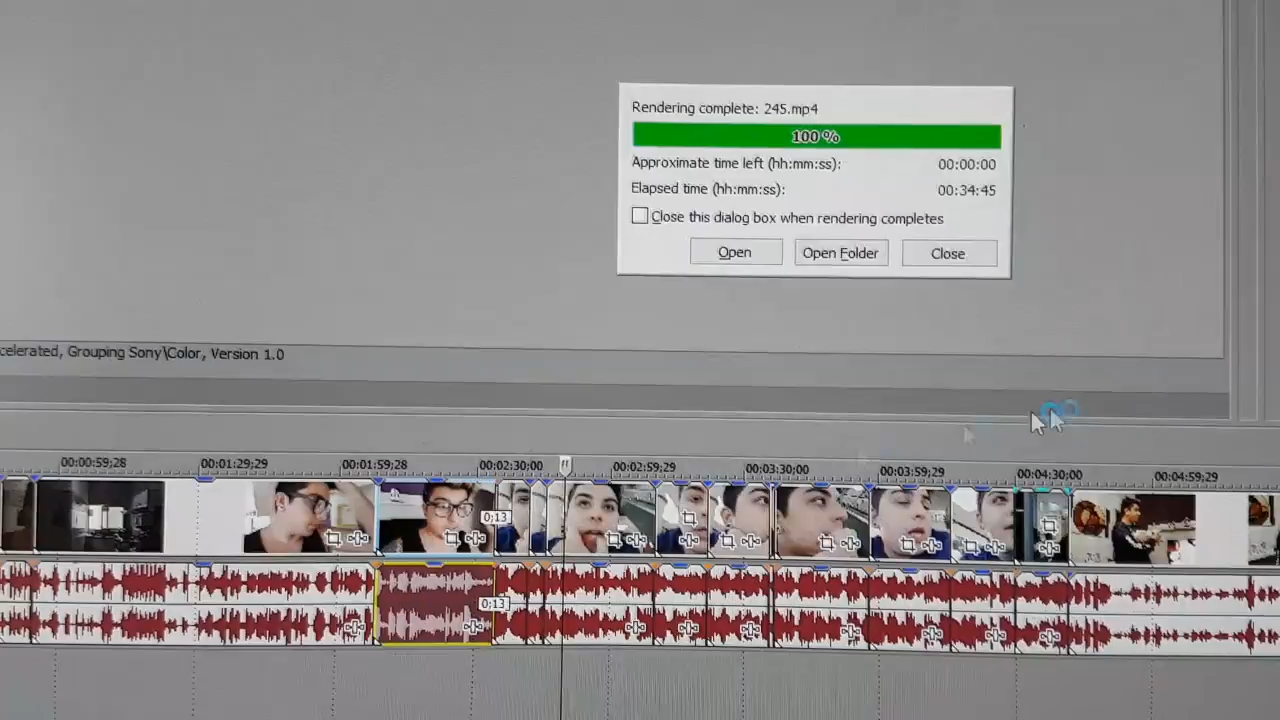 Rendering complete: 245.mp4
100 %
Approximate time left (hh:mm:ss): 00:00:00
Elapsed time (hh:mm:ss): 00:34:45
Close this dialog box when rendering completes
Open Open Folder Close
celerated, Grouping Sony\Color, Version 1.0
00:00:59;28 00:01:29;29 00:01:59;28 00:02:30;00 00:02:59;29 00:03:30;00 00:03:59;29 00:04:30;00 00:04:59;29
0;13
0;13